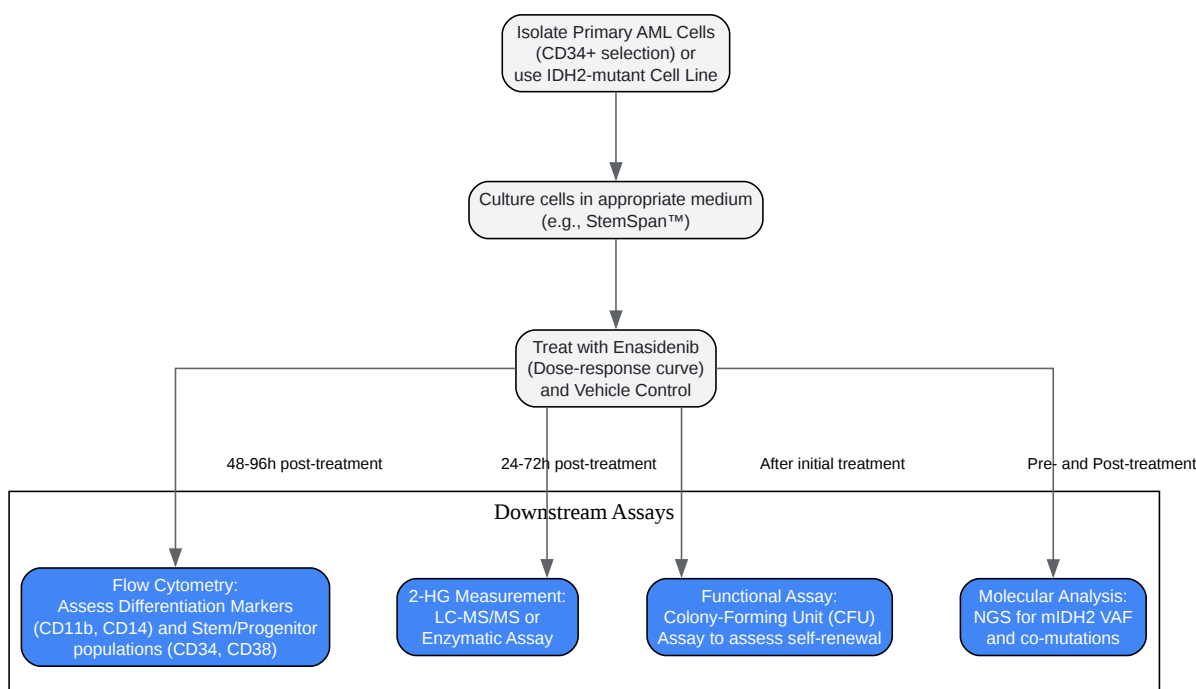 Isolate Primary AML Cells
(CD34+ selection) or
use IDH2-mutant Cell Line
Culture cells in appropriate medium
(e.g., StemSpan™)
Treat with Enasidenib
(Dose-response curve)
and Vehicle Control
48-96h post-treatment
24-72h post-treatment
After initial treatment
Pre- and Post-treatment
Downstream Assays
Flow Cytometry:
Assess Differentiation Markers
(CD11b, CD14) and Stem/Progenitor
populations (CD34, CD38)
2-HG Measurement:
LC-MS/MS or
Enzymatic Assay
Functional Assay:
Colony-Forming Unit (CFU)
Assay to assess self-renewal
Molecular Analysis:
NGS for mIDH2 VAF
and co-mutations